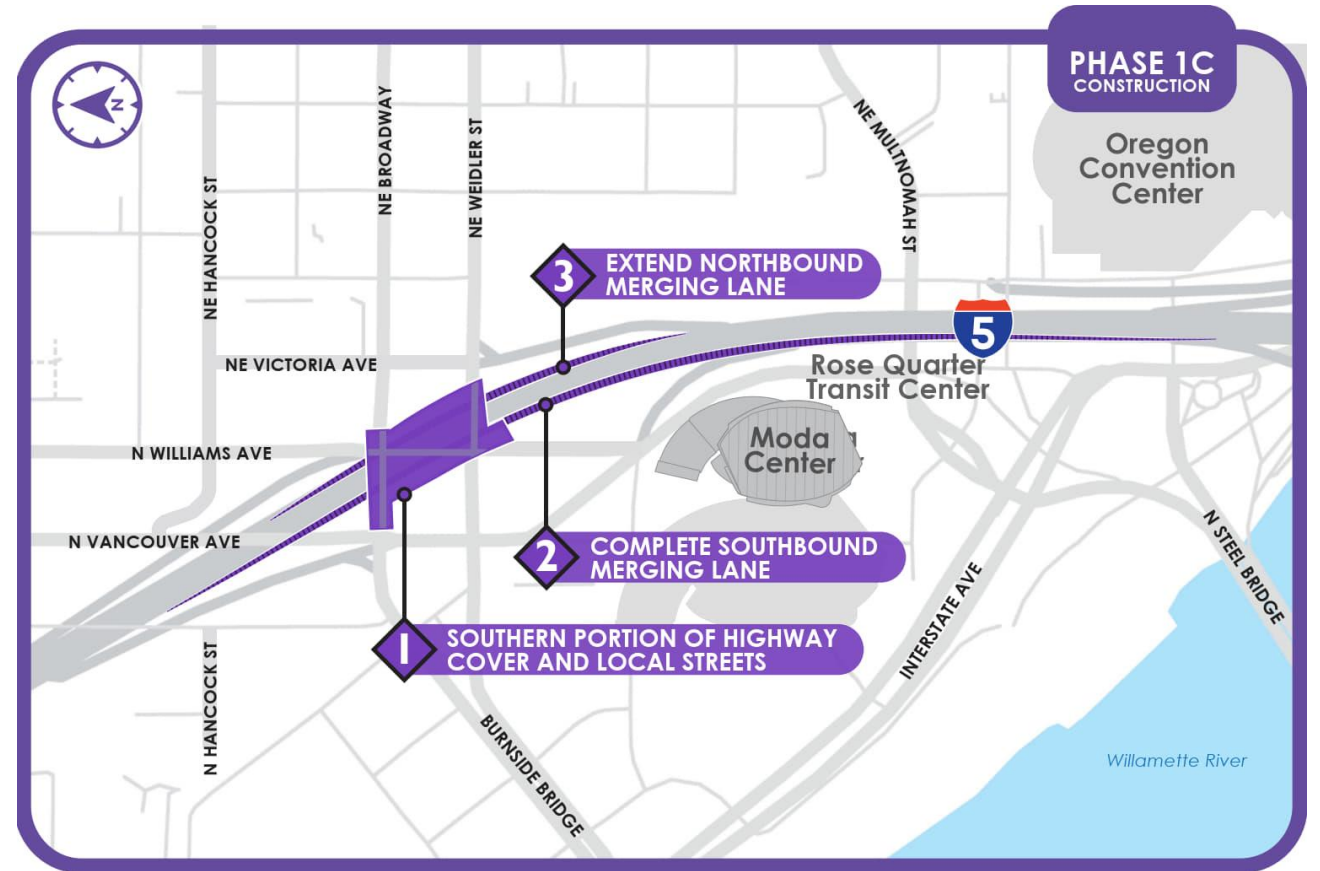 PHASE 1C
CONSTRUCTION
N
Oregon
Convention
Center
NE HANCOCK ST
NE BROADWAY
NE WEIDLER ST
NE MULTNOMAH ST
3
EXTEND NORTHBOUND
MERGING LANE
5
NE VICTORIA AVE
Rose Quarter
Transit Center
N WILLIAMS AVE
Moda
Center
N VANCOUVER AVE
2
COMPLETE SOUTHBOUND
MERGING LANE
N STEEL BRIDGE
INTERSTATE AVE
1
SOUTHERN PORTION OF HIGHWAY
COVER AND LOCAL STREETS
N HANCOCK ST
BURNSIDE BRIDGE
Willamette River